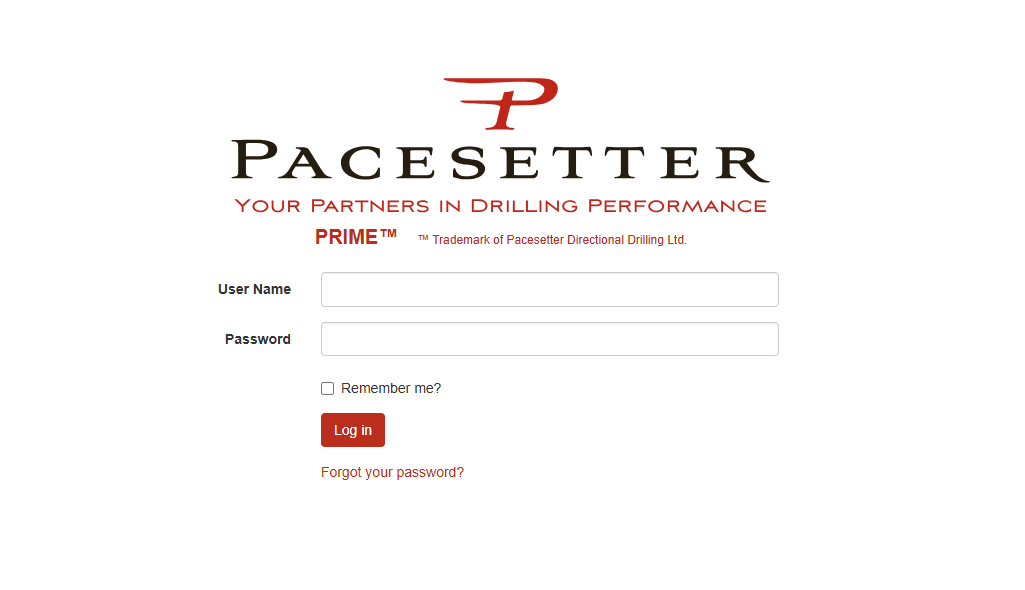 PACESETTER
YOUR PARTNERS IN DRILLING PERFORMANCE
PRIME™ ™ Trademark of Pacesetter Directional Drilling Ltd.
User Name
Password
Remember me?
Log in
Forgot your password?